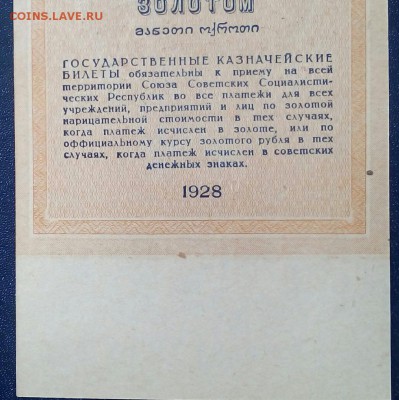 COINS.LAVE.RU
ЗОЛОТОМ
მანეთი ოქროთი
ГОСУДАРСТВЕННЫЕ КАЗНАЧЕЙСКИЕ
БИЛЕТЫ обязательны к приему на всей
территории Союза Советских Социалисти-
ческих Республик во все платежи для всех
учреждений, предприятий и лиц по золотой
нарицательной стоимости в тех случаях,
когда платеж исчислен в золоте, или по
официальному курсу золотого рубля в тех
случаях, когда платеж исчислен в советских
денежных знаках.
1928